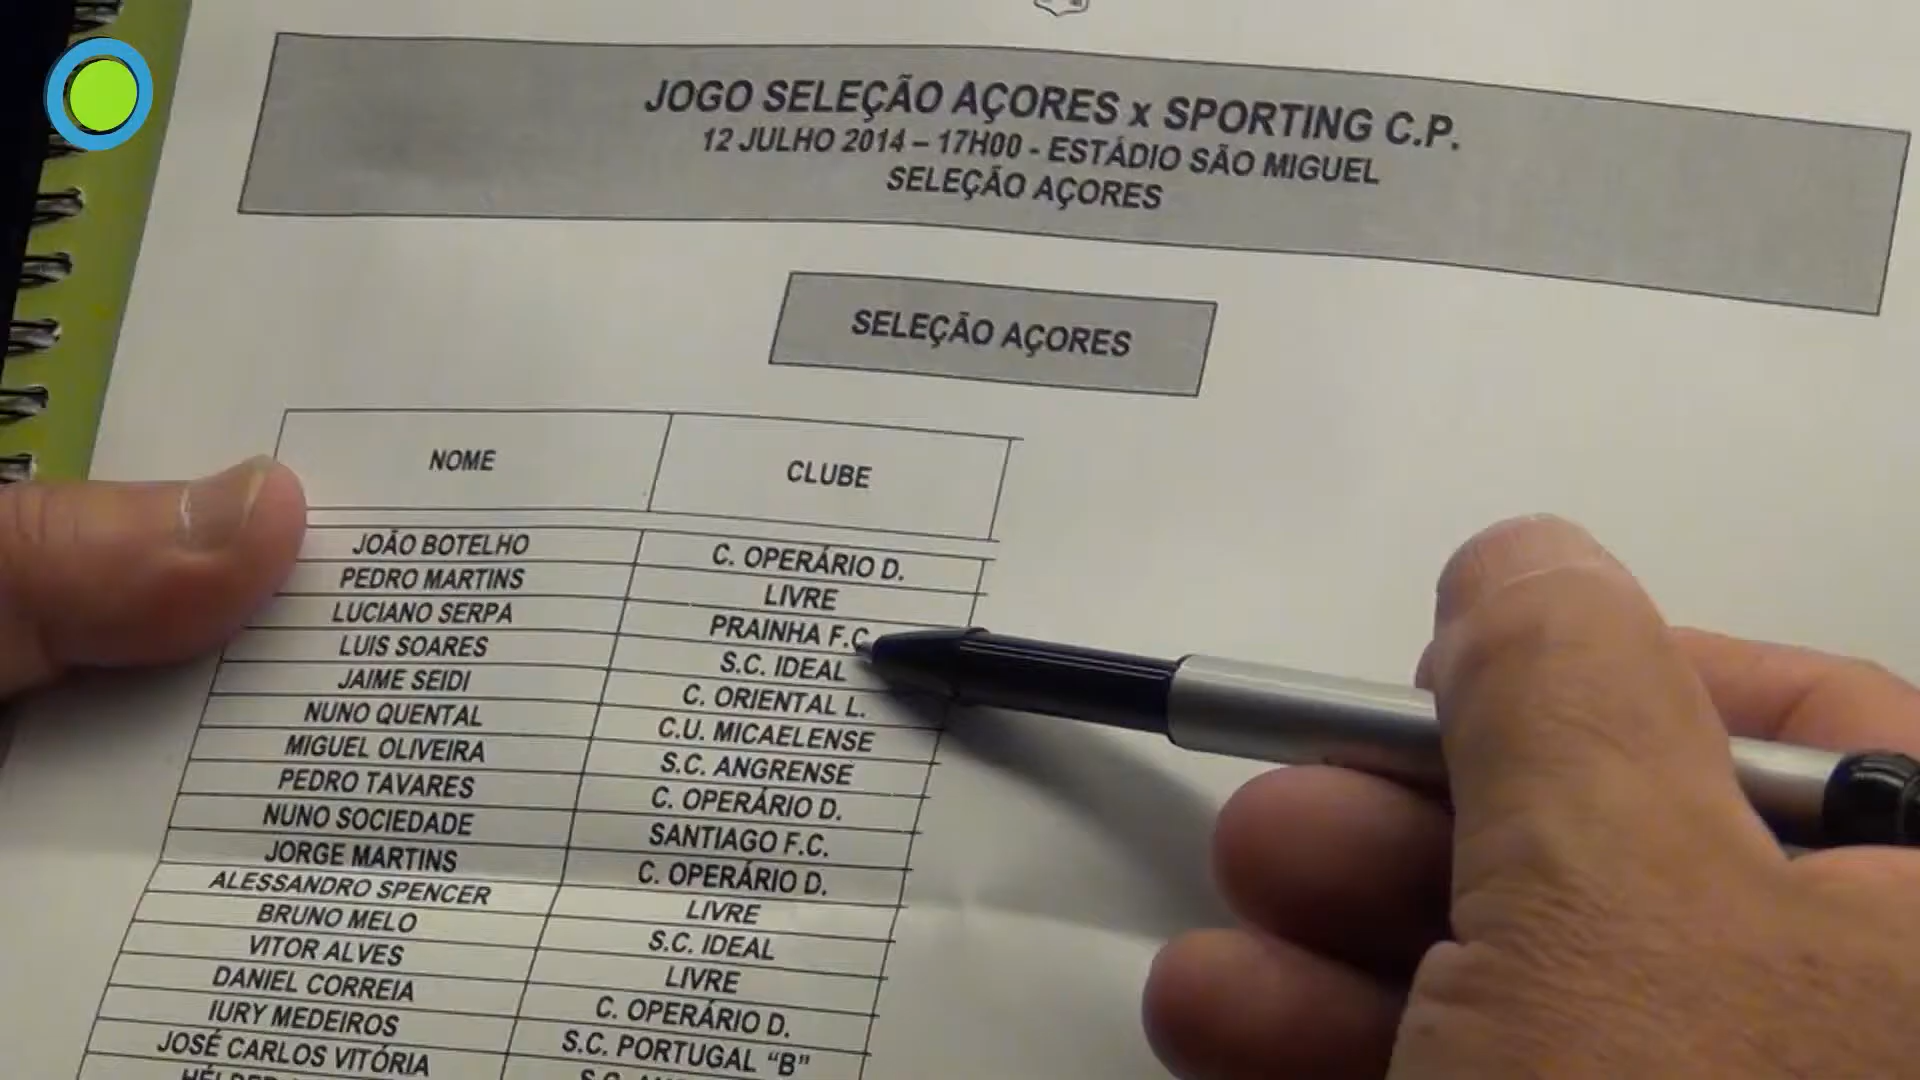 JOGO SELEÇÃO AÇORES x SPORTING C.P.
12 JULHO 2014 – 17H00 - ESTÁDIO SÃO MIGUEL
SELEÇÃO AÇORES
SELEÇÃO AÇORES
NOME CLUBE
JOÃO BOTELHO C. OPERÁRIO D.
PEDRO MARTINS LIVRE
LUCIANO SERPA PRAINHA F.C
LUIS SOARES S.C. IDEAL
JAIME SEIDI C. ORIENTAL L.
NUNO QUENTAL C.U. MICAELENSE
MIGUEL OLIVEIRA S.C. ANGRENSE
PEDRO TAVARES C. OPERÁRIO D.
NUNO SOCIEDADE SANTIAGO F.C.
JORGE MARTINS C. OPERÁRIO D.
ALESSANDRO SPENCER LIVRE
BRUNO MELO S.C. IDEAL
VITOR ALVES LIVRE
DANIEL CORREIA C. OPERÁRIO D.
IURY MEDEIROS S.C. PORTUGAL “B”
JOSÉ CARLOS VITÓRIA S.C.